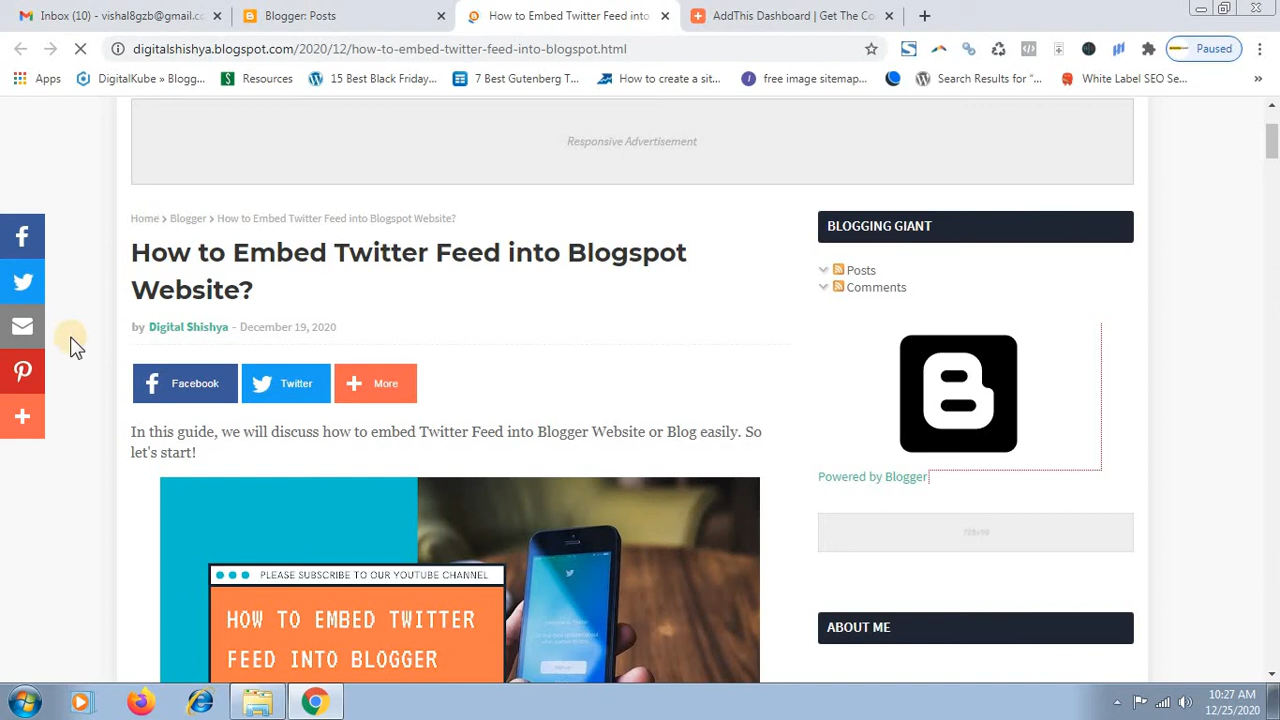 Inbox (10) - vishal8gzb@gmail.c
Blogger: Posts
How to Embed Twitter Feed into
AddThis Dashboard | Get The Co
digitalshishya.blogspot.com/2020/12/how-to-embed-twitter-feed-into-blogspot.html
Paused
Apps
DigitalKube » Blogg...
Resources
15 Best Black Friday...
7 Best Gutenberg T...
How to create a sit...
free image sitemap...
Search Results for "...
White Label SEO Se...
Responsive Advertisement
Home > Blogger > How to Embed Twitter Feed into Blogspot Website?
How to Embed Twitter Feed into Blogspot
Website?
by Digital Shishya - December 19, 2020
Facebook
Twitter
More
In this guide, we will discuss how to embed Twitter Feed into Blogger Website or Blog easily. So
let's start!
PLEASE SUBSCRIBE TO OUR YOUTUBE CHANNEL
HOW TO EMBED TWITTER
FEED INTO BLOGGER
BLOGGING GIANT
Posts
Comments
Powered by Blogger
728x90
ABOUT ME
10:27 AM
12/25/2020